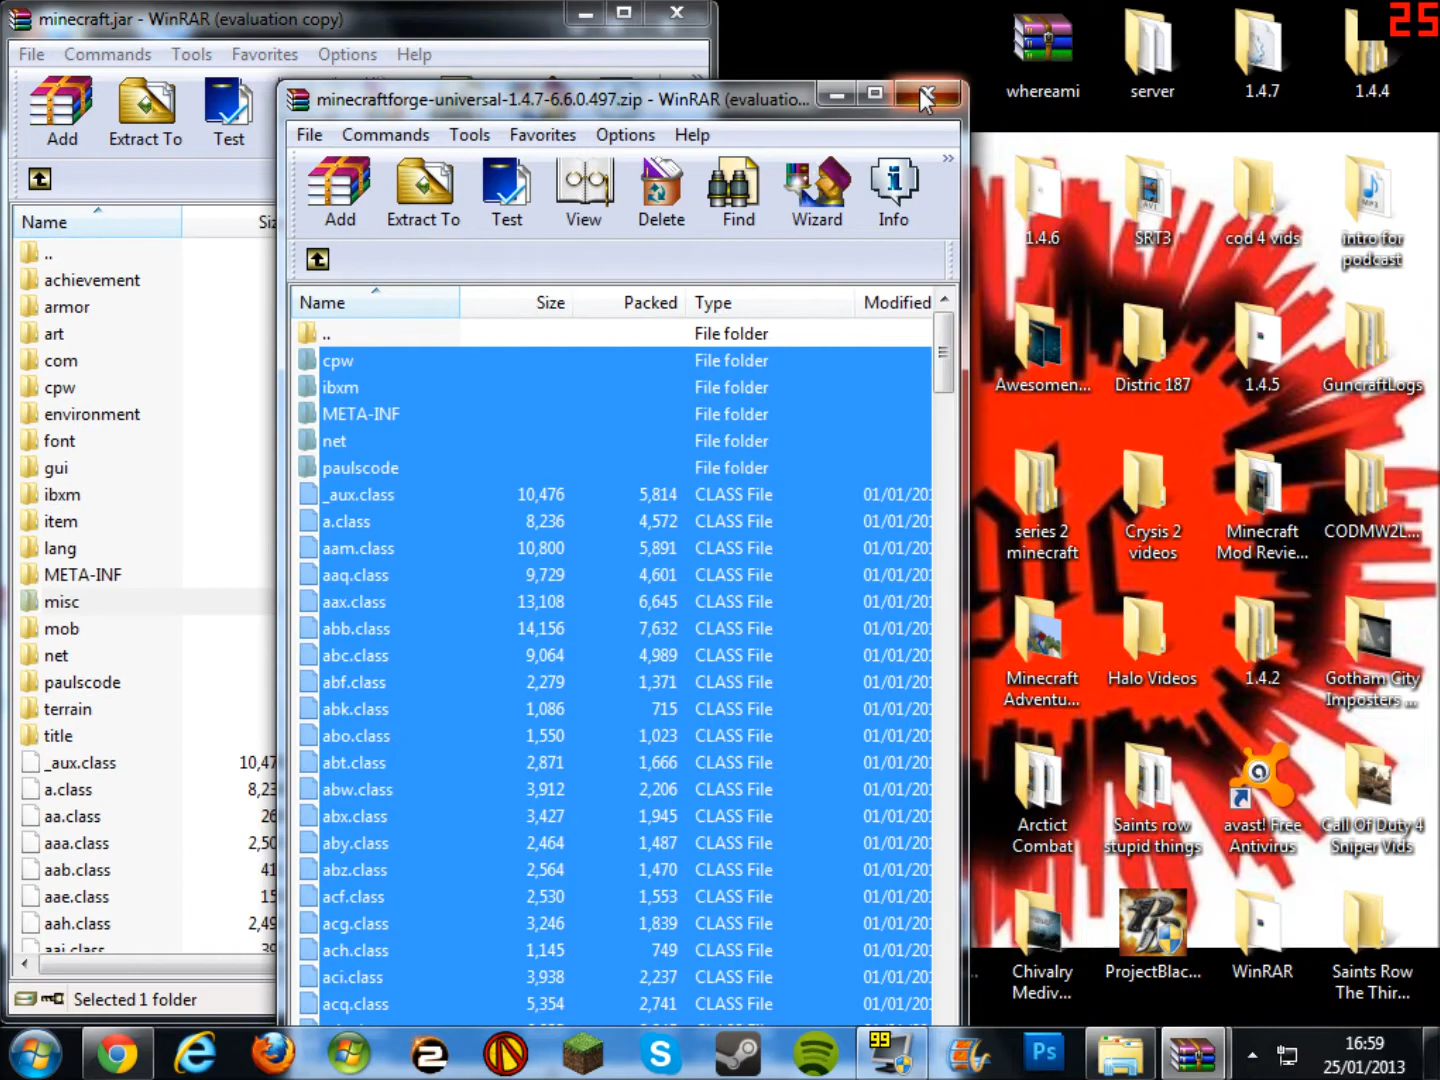 minecraft.jar - WinRAR (evaluation copy)
File Commands Tools Favorites Options Help
Add Extract To Test
Name Siz
..
achievement
armor
art
com
cpw
environment
font
gui
ibxm
item
lang
META-INF
misc
mob
net
paulscode
terrain
title
_aux.class 10,47
a.class 8,23
aa.class 26
aaa.class 2,50
aab.class 41
aae.class 15
aah.class 2,49
aai.class 39
Selected 1 folder
minecraftforge-universal-1.4.7-6.6.0.497.zip - WinRAR (evaluatio...
File Commands Tools Favorites Options Help
Add Extract To Test View Delete Find Wizard Info
Name Size Packed Type Modified
.. File folder
cpw File folder
ibxm File folder
META-INF File folder
net File folder
paulscode File folder
_aux.class 10,476 5,814 CLASS File 01/01/201
a.class 8,236 4,572 CLASS File 01/01/201
aam.class 10,800 5,891 CLASS File 01/01/201
aaq.class 9,729 4,601 CLASS File 01/01/201
aax.class 13,108 6,645 CLASS File 01/01/201
abb.class 14,156 7,632 CLASS File 01/01/201
abc.class 9,064 4,989 CLASS File 01/01/201
abf.class 2,279 1,371 CLASS File 01/01/201
abk.class 1,086 715 CLASS File 01/01/201
abo.class 1,550 1,023 CLASS File 01/01/201
abt.class 2,871 1,666 CLASS File 01/01/201
abw.class 3,912 2,206 CLASS File 01/01/201
abx.class 3,427 1,945 CLASS File 01/01/201
aby.class 2,464 1,487 CLASS File 01/01/201
abz.class 2,564 1,470 CLASS File 01/01/201
acf.class 2,530 1,553 CLASS File 01/01/201
acg.class 3,246 1,839 CLASS File 01/01/201
ach.class 1,145 749 CLASS File 01/01/201
aci.class 3,938 2,237 CLASS File 01/01/201
acq.class 5,354 2,741 CLASS File 01/01/201
25
whereami server 1.4.7 1.4.4
1.4.6 SRT3 cod 4 vids intro for podcast
MP3
AVI
Awesomen... Distric 187 1.4.5 GuncraftLogs
series 2 minecraft Crysis 2 videos Minecraft Mod Revie... CODMW2L...
Minecraft Adventu... Halo Videos 1.4.2 Gotham City Imposters ...
Arctict Combat Saints row stupid things avast! Free Antivirus Call Of Duty 4 Sniper Vids
Chivalry Mediv... ProjectBlac... WinRAR Saints Row The Thir...
99
Ps
16:59
25/01/2013